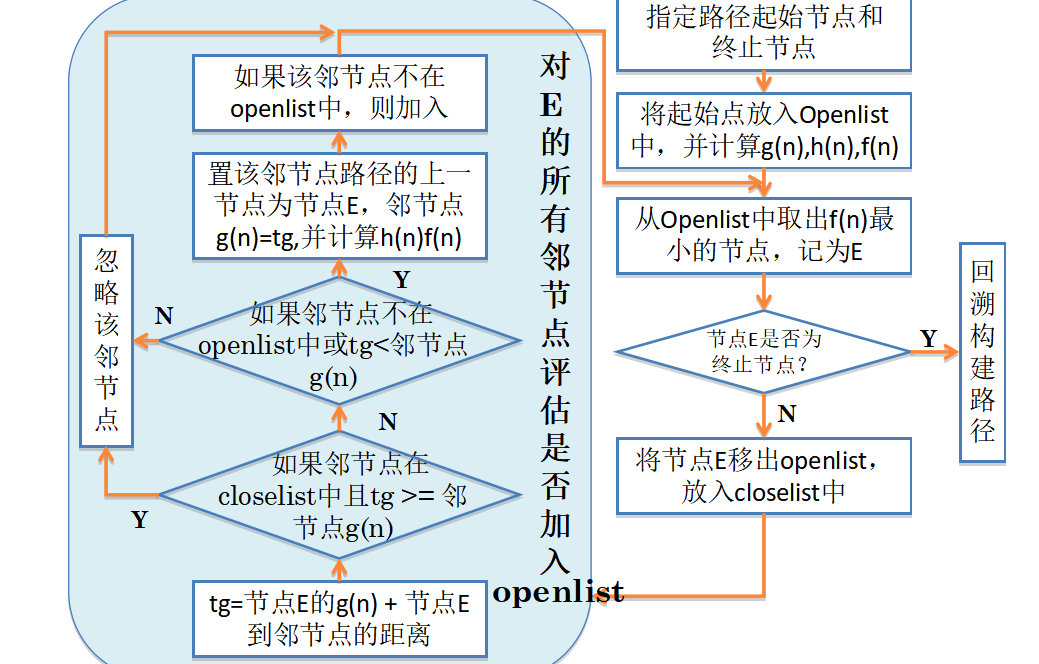 指定路径起始节点和
终止节点
将起始点放入Openlist
中，并计算g(n),h(n),f(n)
从Openlist中取出f(n)最
小的节点，记为E
节点E是否为
终止节点？
Y
回
溯
构
建
路
径
N
将节点E移出openlist，
放入closelist中
对
E
的
所
有
邻
节
点
评
估
是
否
加
入
openlist
tg=节点E的g(n) + 节点E
到邻节点的距离
如果邻节点在
closelist中且tg >= 邻
节点g(n)
Y
N
如果邻节点不在
openlist中或tg<邻节点
g(n)
N
Y
忽
略
该
邻
节
点
置该邻节点路径的上一
节点为节点E，邻节点
g(n)=tg,并计算h(n)f(n)
如果该邻节点不在
openlist中，则加入